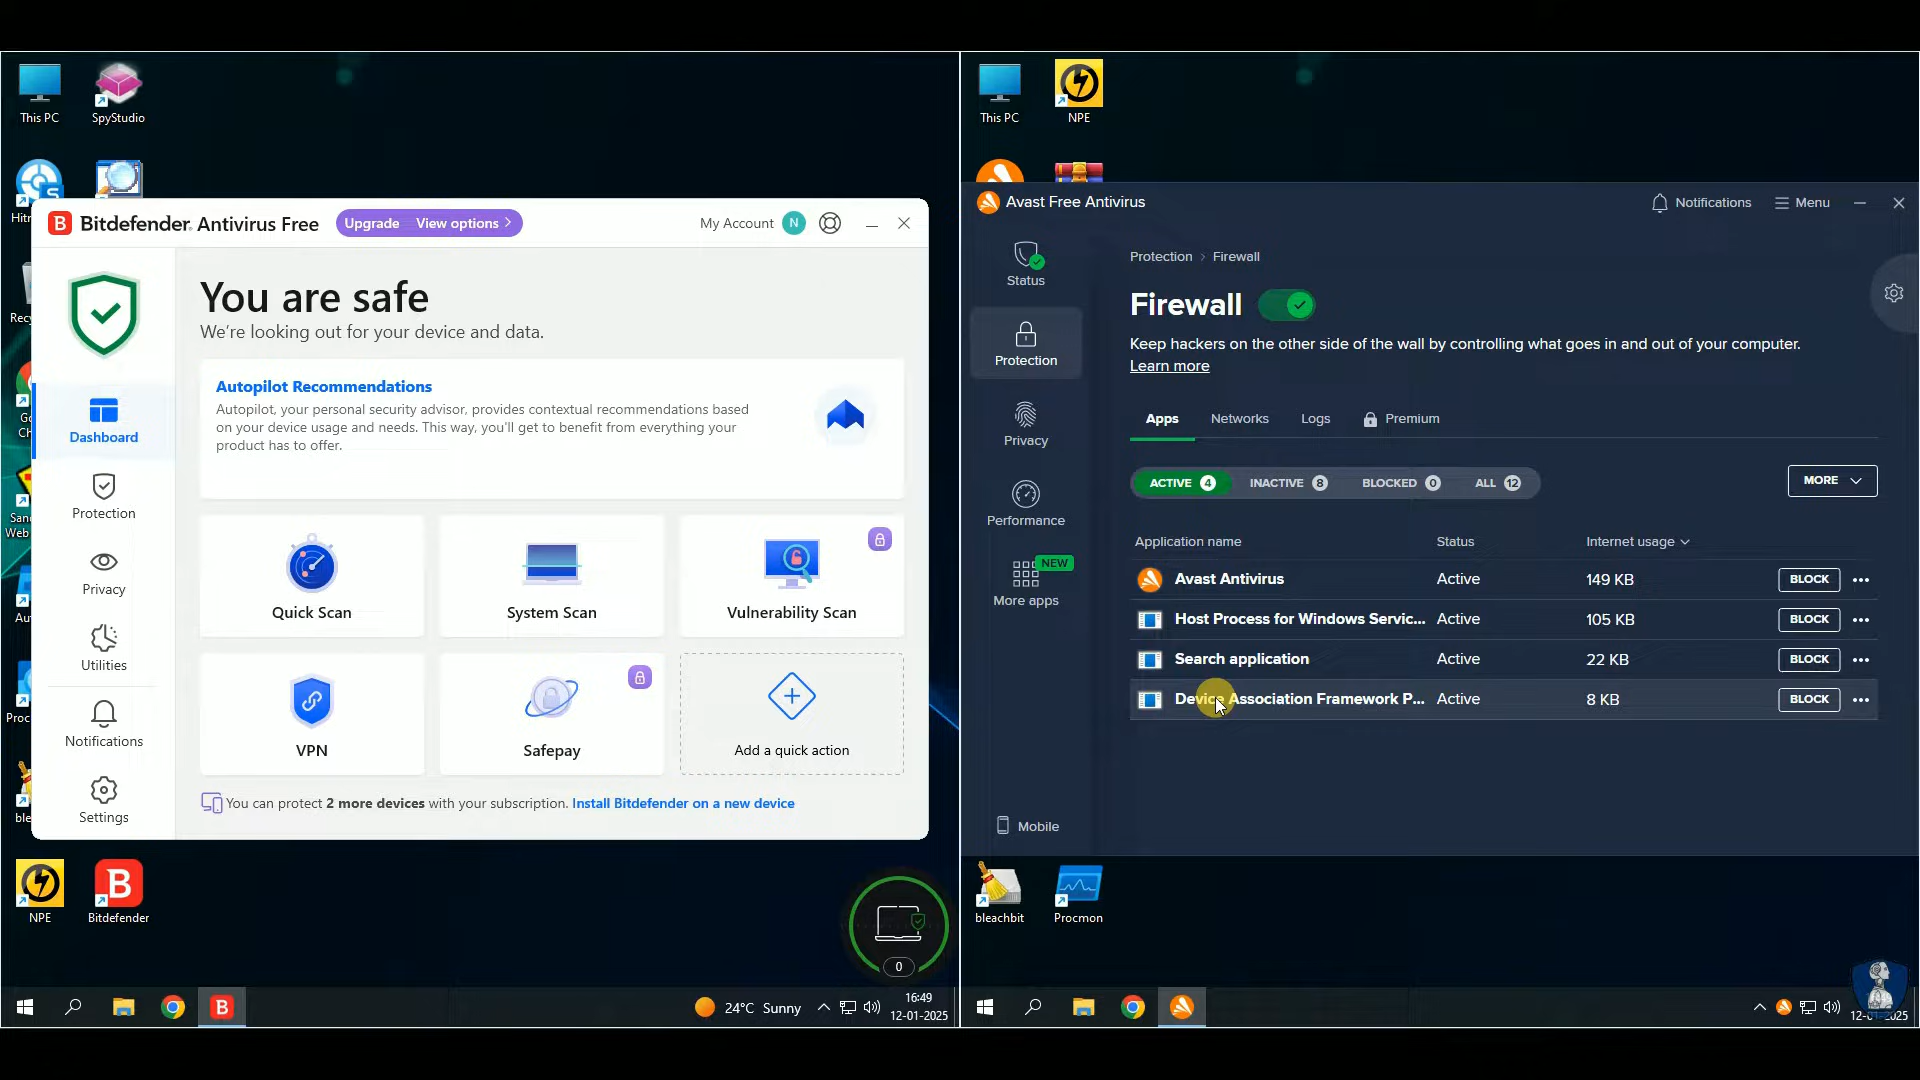 This PC
SpyStudio
Bitdefender Antivirus Free
Upgrade View options
My Account N
Dashboard
Protection
Privacy
Utilities
Notifications
Settings
You are safe
We're looking out for your device and data.
Autopilot Recommendations
Autopilot, your personal security advisor, provides contextual recommendations based
on your device usage and needs. This way, you'll get to benefit from everything your
product has to offer.
Quick Scan
System Scan
Vulnerability Scan
VPN
Safepay
Add a quick action
You can protect 2 more devices with your subscription. Install Bitdefender on a new device
NPE
Bitdefender
0
24°C Sunny
16:49
12-01-2025
This PC
NPE
Avast Free Antivirus
Notifications
Menu
Status
Protection
Privacy
Performance
NEW
More apps
Mobile
Protection › Firewall
Firewall
Keep hackers on the other side of the wall by controlling what goes in and out of your computer.
Learn more
Apps Networks Logs Premium
ACTIVE 4 INACTIVE 8 BLOCKED 0 ALL 12
MORE
Application name Status Internet usage
Avast Antivirus Active 149 KB BLOCK
Host Process for Windows Servic... Active 105 KB BLOCK
Search application Active 22 KB BLOCK
Device Association Framework P... Active 8 KB BLOCK
bleachbit
Procmon